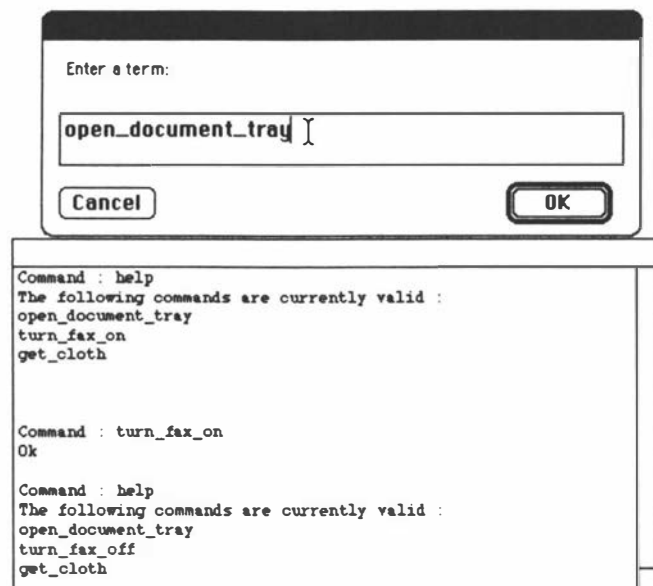 Enter a term:
open_document_tray
Cancel
OK
Command : help
The following commands are currently valid :
open_document_tray
turn_fax_on
get_cloth
Command : turn_fax_on
Ok
Command : help
The following commands are currently valid :
open_document_tray
turn_fax_off
get_cloth